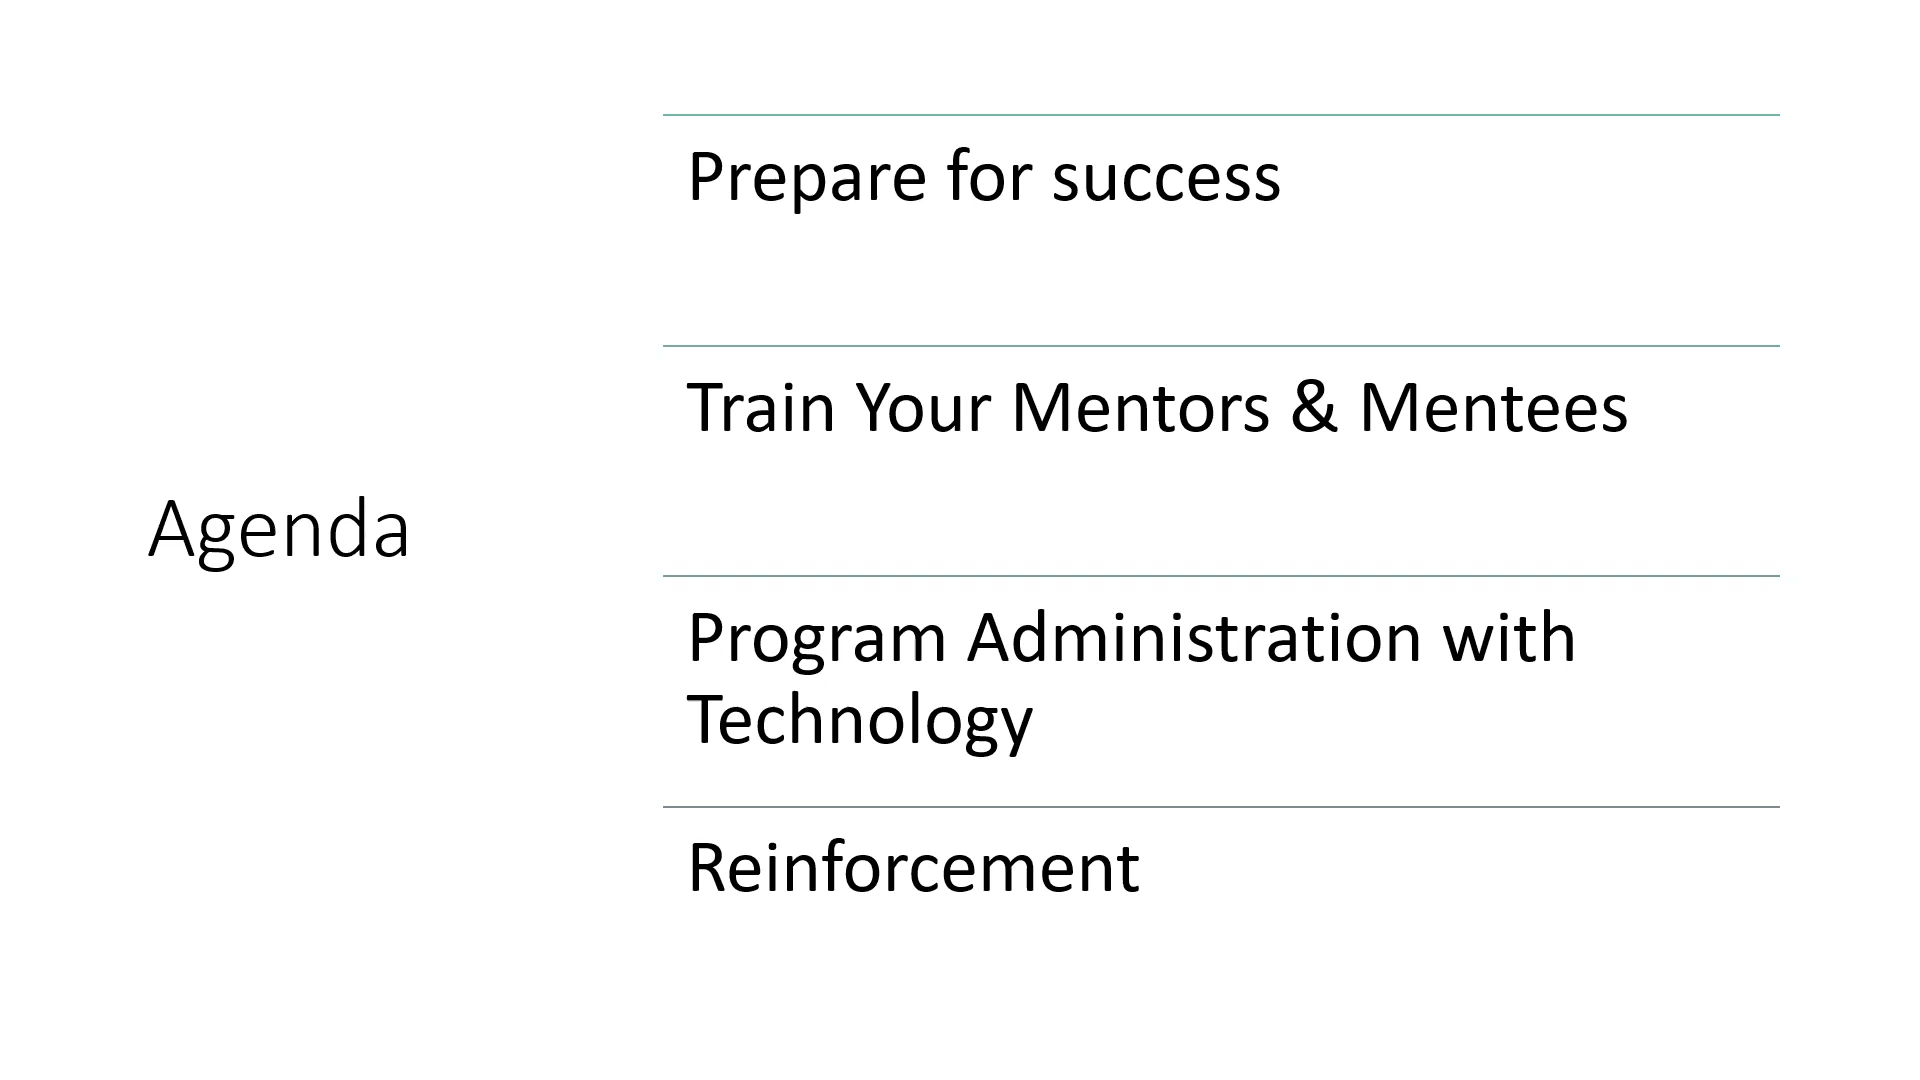 Agenda
Prepare for success
Train Your Mentors & Mentees
Program Administration with
Technology
Reinforcement